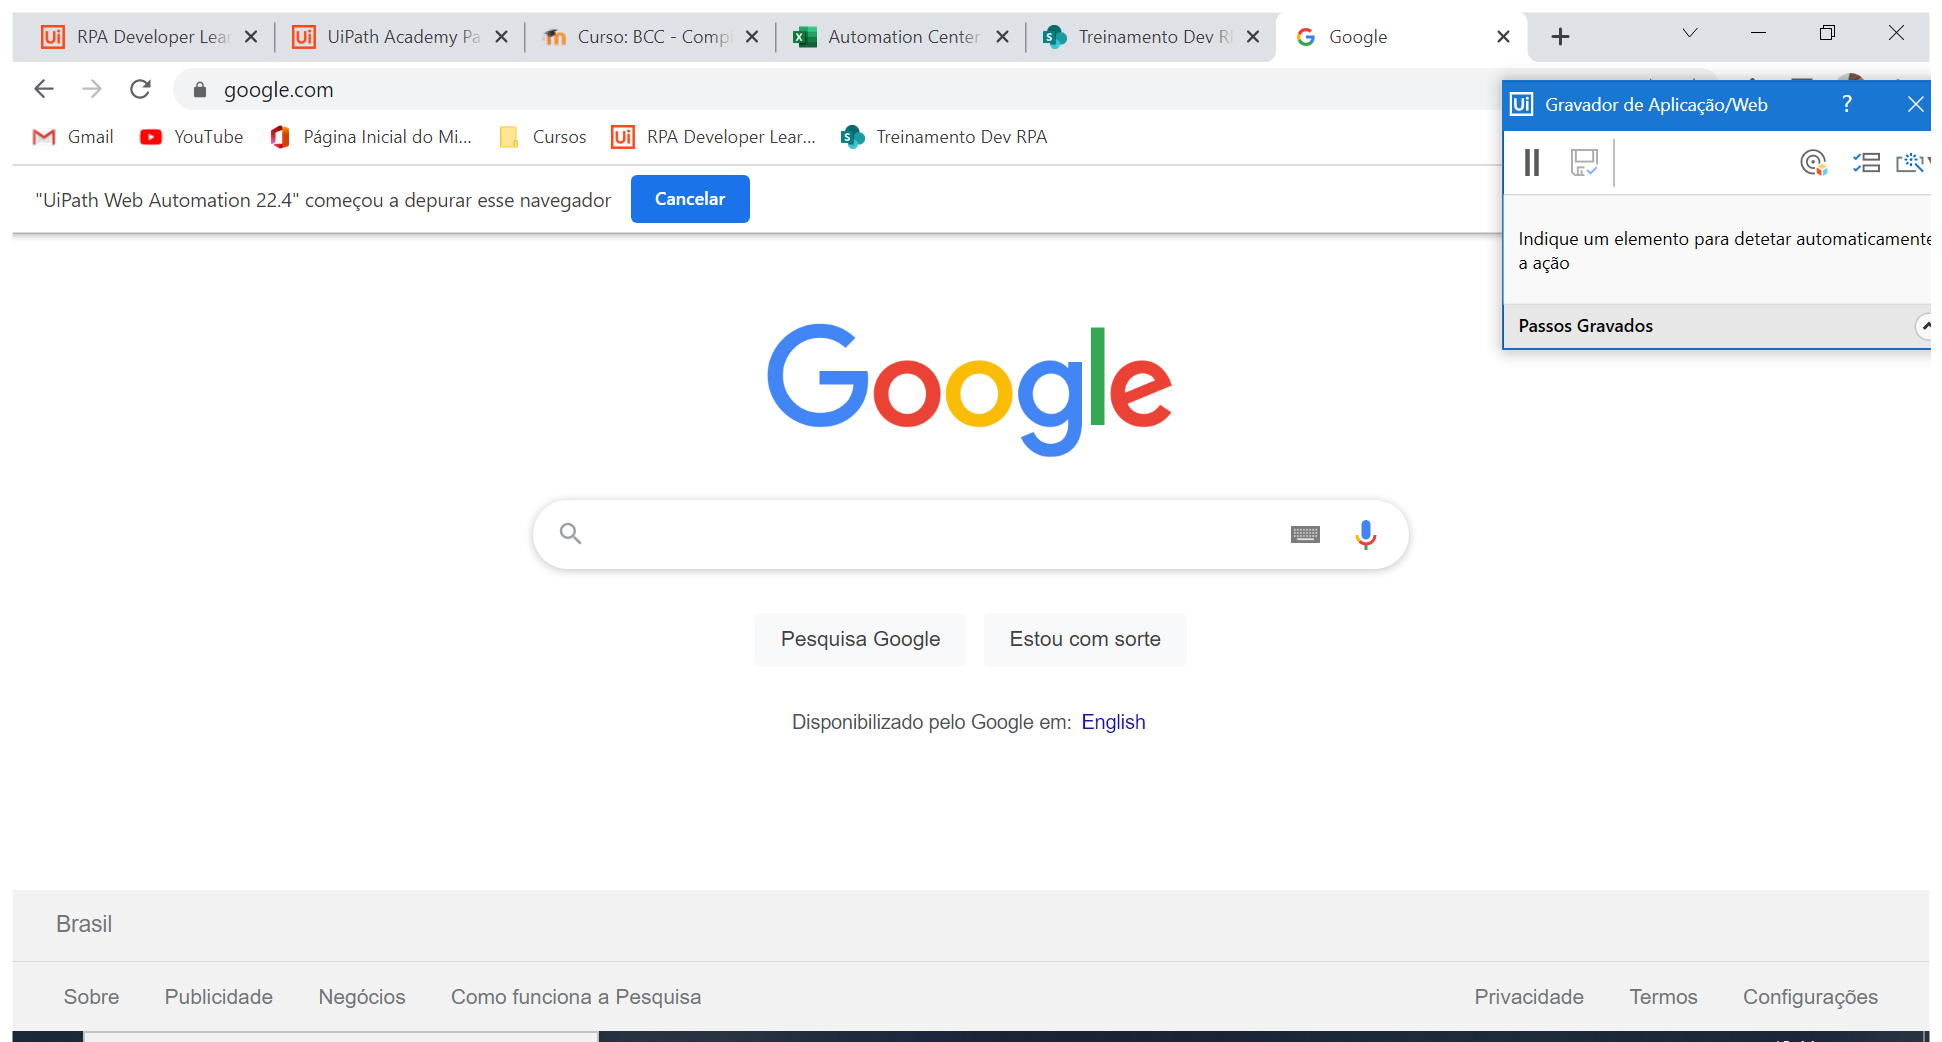 RPA Developer Lear
UiPath Academy Pa
Curso: BCC - Comp
Automation Center
Treinamento Dev R
Google
google.com
Gravador de Aplicação/Web
?
Gmail
YouTube
Página Inicial do Mi...
Cursos
RPA Developer Lear...
Treinamento Dev RPA
"UiPath Web Automation 22.4" começou a depurar esse navegador
Cancelar
Indique um elemento para detetar automaticamente
a ação
Passos Gravados
Google
Pesquisa Google
Estou com sorte
Disponibilizado pelo Google em: English
Brasil
Sobre
Publicidade
Negócios
Como funciona a Pesquisa
Privacidade
Termos
Configurações